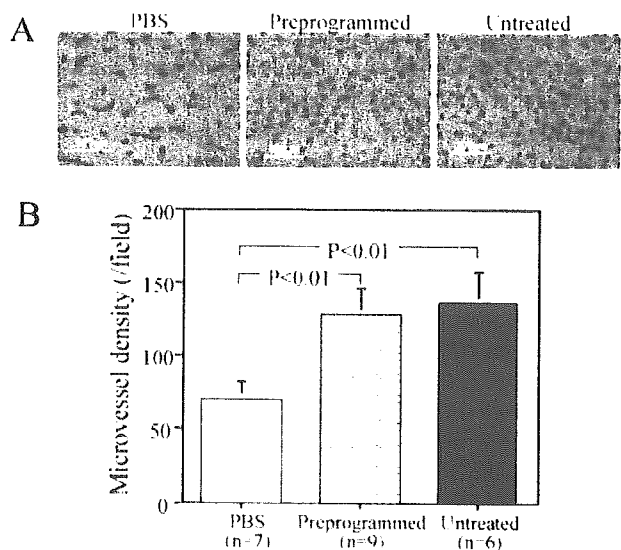 A
PBS
Preprogrammed
Untreated
B
Microvessel density (/field)
200
150
100
50
0
P<0.01
P<0.01
PBS
(n=7)
Preprogrammed
(n=9)
Untreated
(n=6)